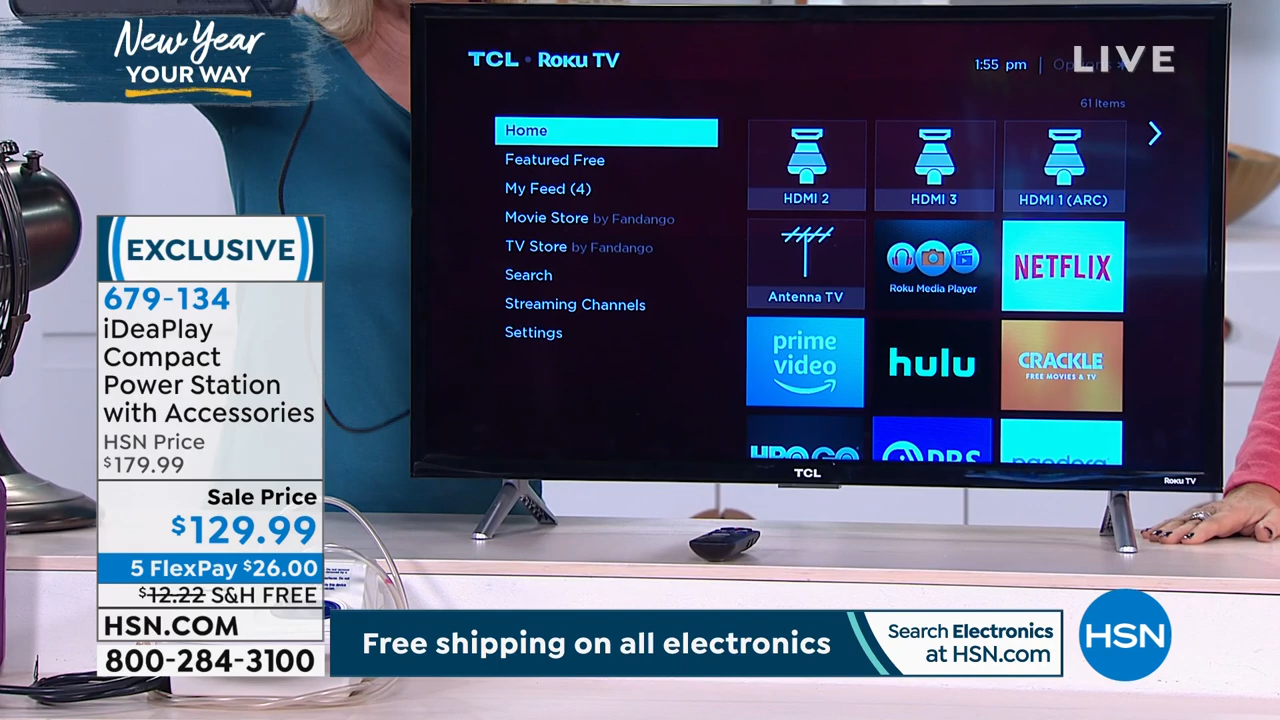 New Year
YOUR WAY
EXCLUSIVE
679-134
iDeaPlay
Compact
Power Station
with Accessories
HSN Price
$179.99
Sale Price
$129.99
5 FlexPay $26.00
$12.22 S&H FREE
HSN.COM
800-284-3100
TCL • Roku TV
1:55 pm
LIVE
61 Items
Home
Featured Free
My Feed (4)
Movie Store by Fandango
TV Store by Fandango
Search
Streaming Channels
Settings
HDMI 2
HDMI 3
HDMI 1 (ARC)
Antenna TV
Roku Media Player
NETFLIX
prime
video
hulu
CRACKLE
FREE MOVIES & TV
HBO GO
PBS
pandora
TCL
Roku TV
Free shipping on all electronics
Search Electronics
at HSN.com
HSN